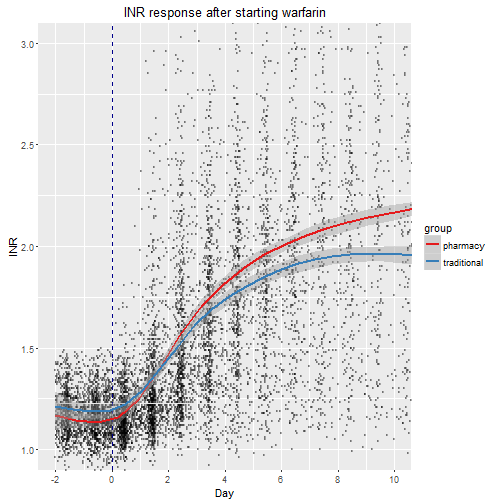 INR response after starting warfarin
3.0
2.5
2.0
1.5
1.0
INR
-2
0
2
4
6
8
10
Day
group
pharmacy
traditional